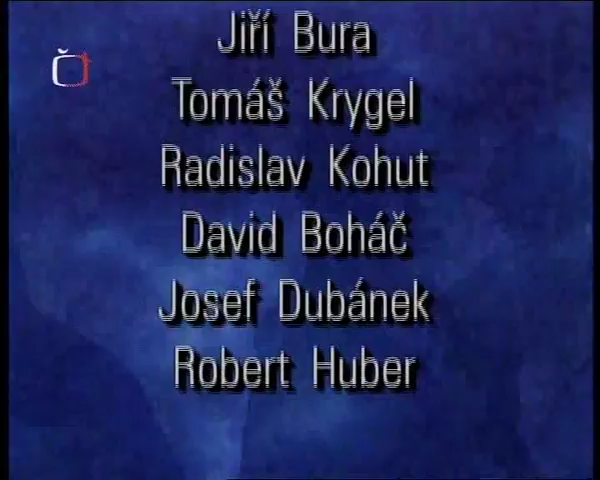 Jiří Bura
Tomáš Krygel
Radislav Kohut
David Boháč
Josef Dubánek
Robert Huber